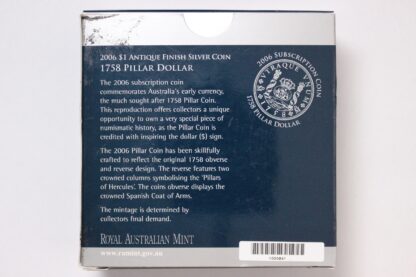 2006 $1 ANTIQUE FINISH SILVER COIN
1758 PILLAR DOLLAR
The 2006 subscription coin
commemorates Australia's early currency,
the much sought after 1758 Pillar Coin.
This reproduction offers collectors a unique
opportunity to own a very special piece of
numismatic history, as the Pillar Coin is
credited with inspiring the dollar ($) sign.
The 2006 Pillar Coin has been skillfully
crafted to reflect the original 1758 obverse
and reverse design. The reverse features two
crowned columns symbolising the 'Pillars
of Hercules'. The coins obverse displays the
crowned Spanish Coat of Arms.
The mintage is determined by
collectors final demand.
ROYAL AUSTRALIAN MINT
www.ramint.gov.au
2006 SUBSCRIPTION COIN
VTRAQUE
1758 PILLAR DOLLAR